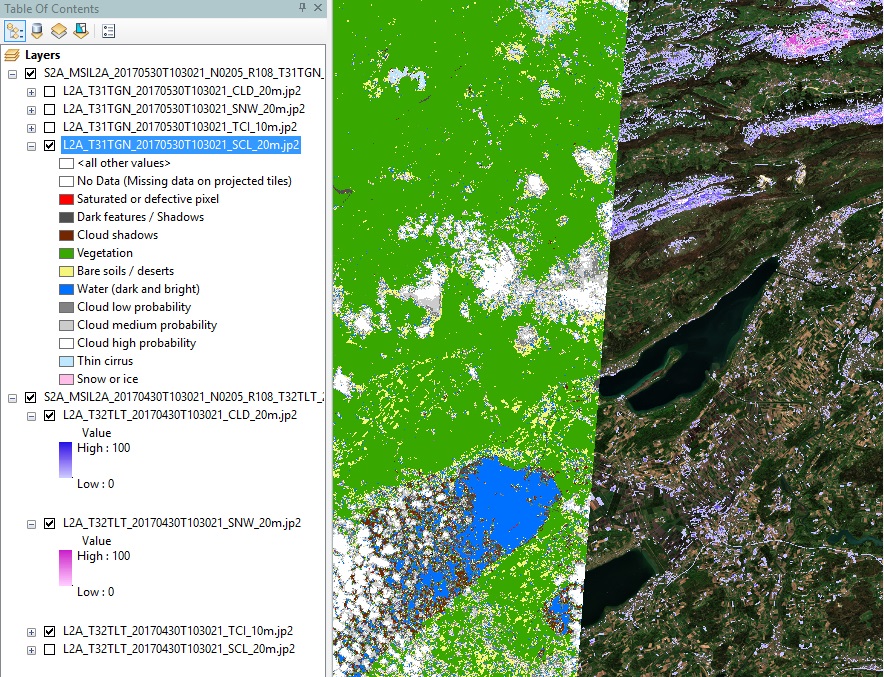 Table Of Contents
Layers
S2A_MSIL2A_20170530T103021_N0205_R108_T31TGN_
L2A_T31TGN_20170530T103021_CLD_20m.jp2
L2A_T31TGN_20170530T103021_SNW_20m.jp2
L2A_T31TGN_20170530T103021_TCI_10m.jp2
L2A_T31TGN_20170530T103021_SCL_20m.jp2
<all other values>
No Data (Missing data on projected tiles)
Saturated or defective pixel
Dark features / Shadows
Cloud shadows
Vegetation
Bare soils / deserts
Water (dark and bright)
Cloud low probability
Cloud medium probability
Cloud high probability
Thin cirrus
Snow or ice
S2A_MSIL2A_20170430T103021_N0205_R108_T32TLT_2
L2A_T32TLT_20170430T103021_CLD_20m.jp2
Value
High : 100
Low : 0
L2A_T32TLT_20170430T103021_SNW_20m.jp2
Value
High : 100
Low : 0
L2A_T32TLT_20170430T103021_TCI_10m.jp2
L2A_T32TLT_20170430T103021_SCL_20m.jp2